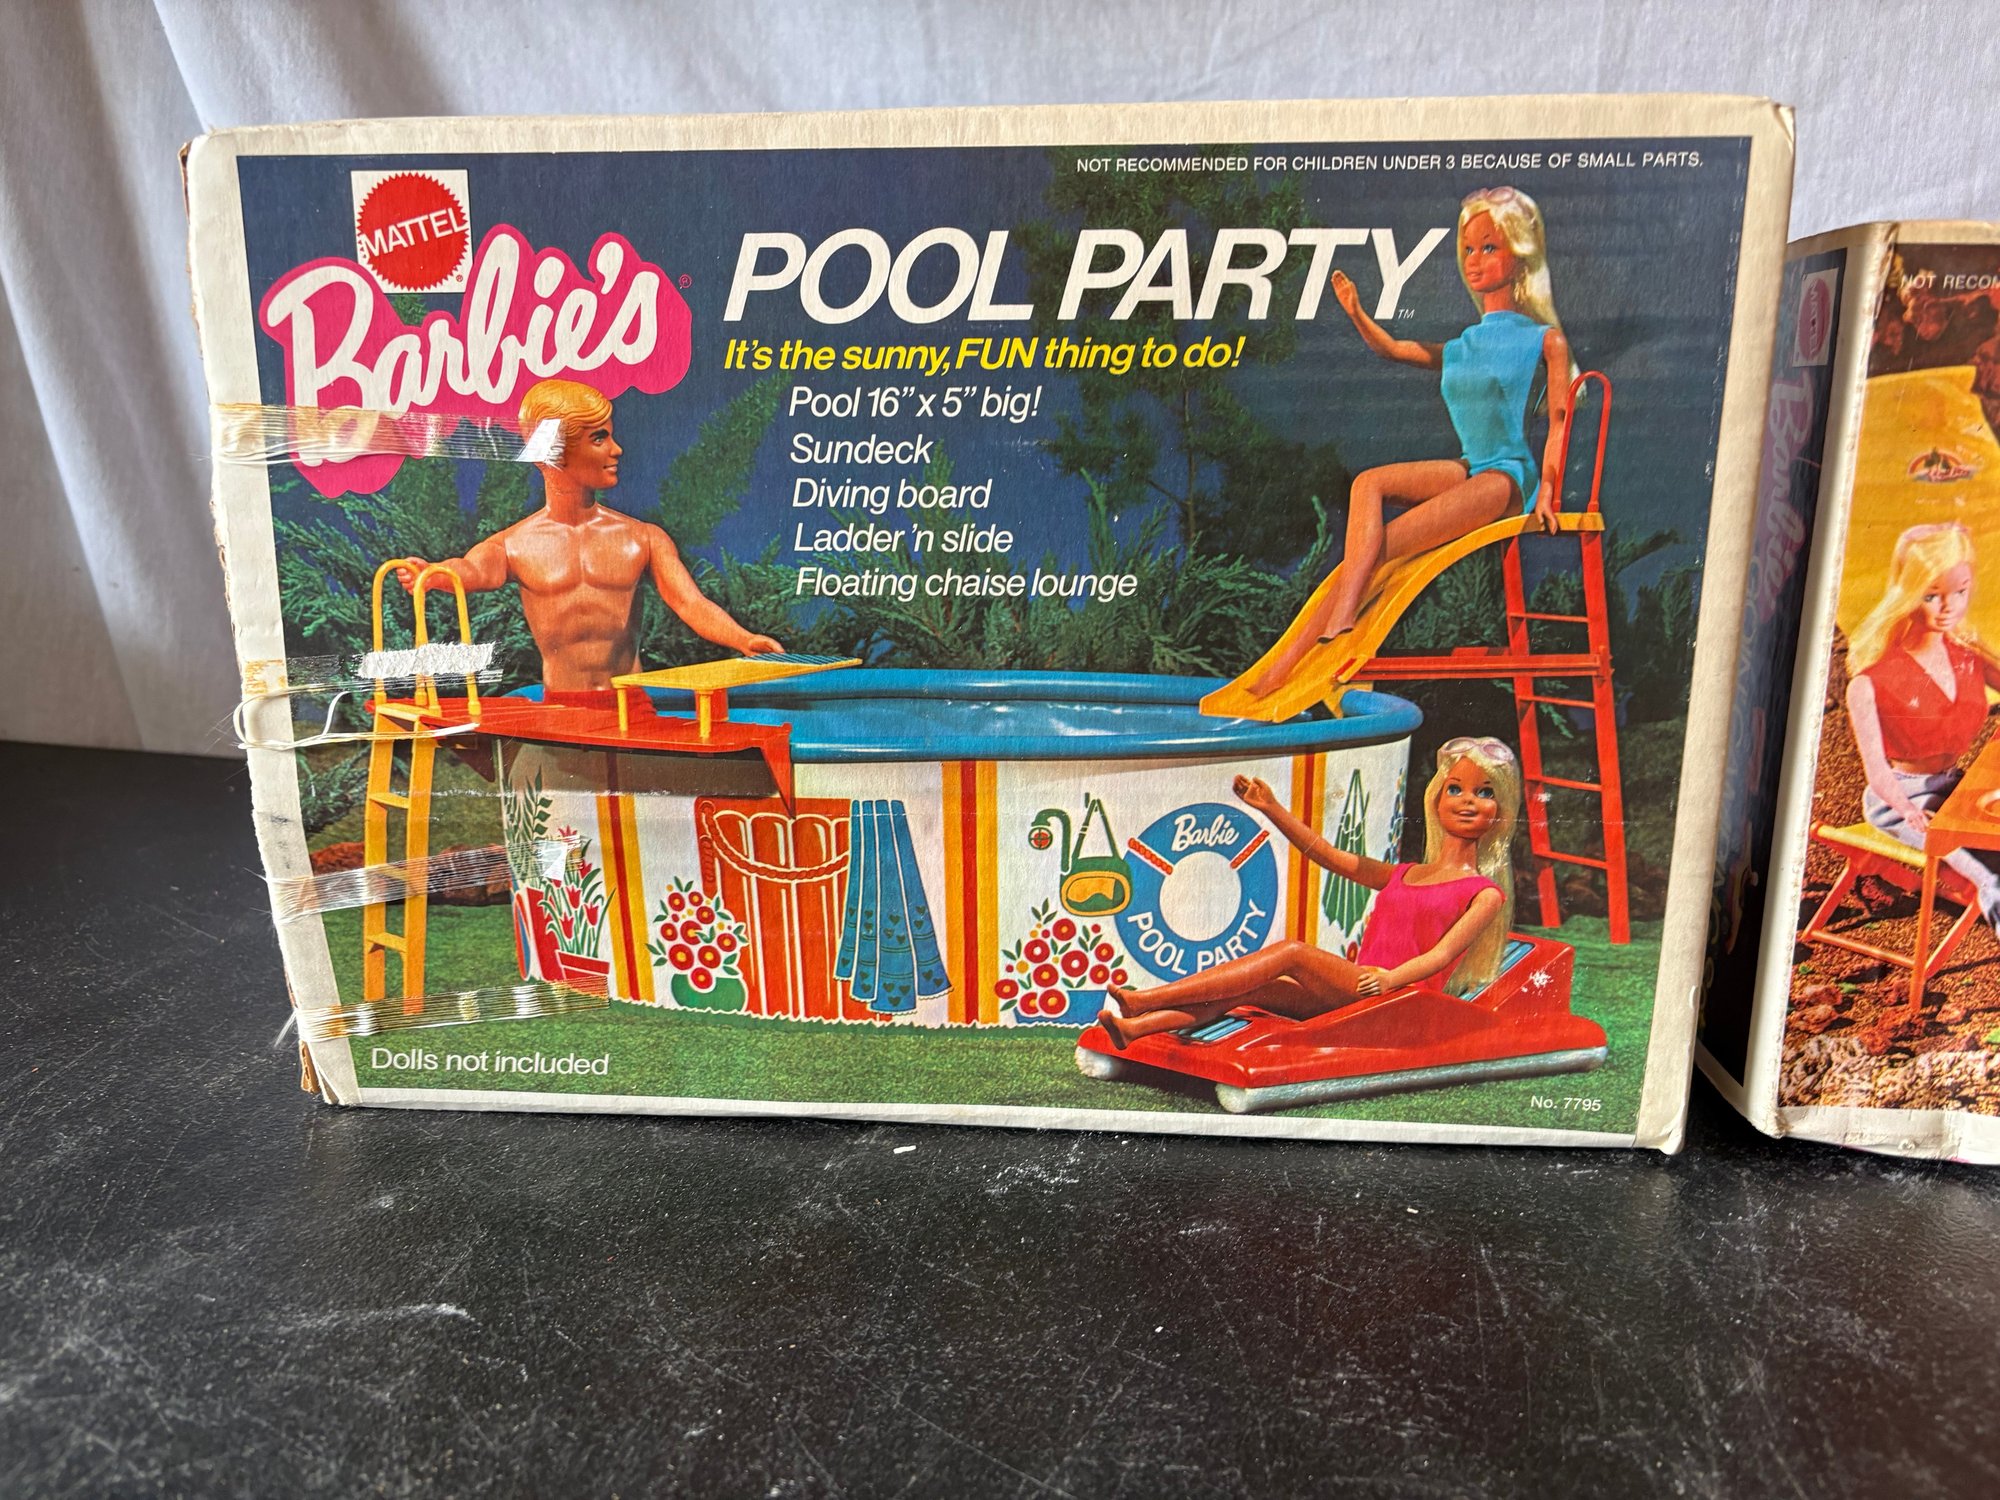 NOT RECOMMENDED FOR CHILDREN UNDER 3 BECAUSE OF SMALL PARTS.
MATTEL
®
Barbie's ®
POOL PARTY™
It's the sunny, FUN thing to do!
Pool 16" x 5" big!
Sundeck
Diving board
Ladder 'n slide
Floating chaise lounge
Barbie
POOL PARTY
Dolls not included
No. 7795
NOT RECOM
Barbie